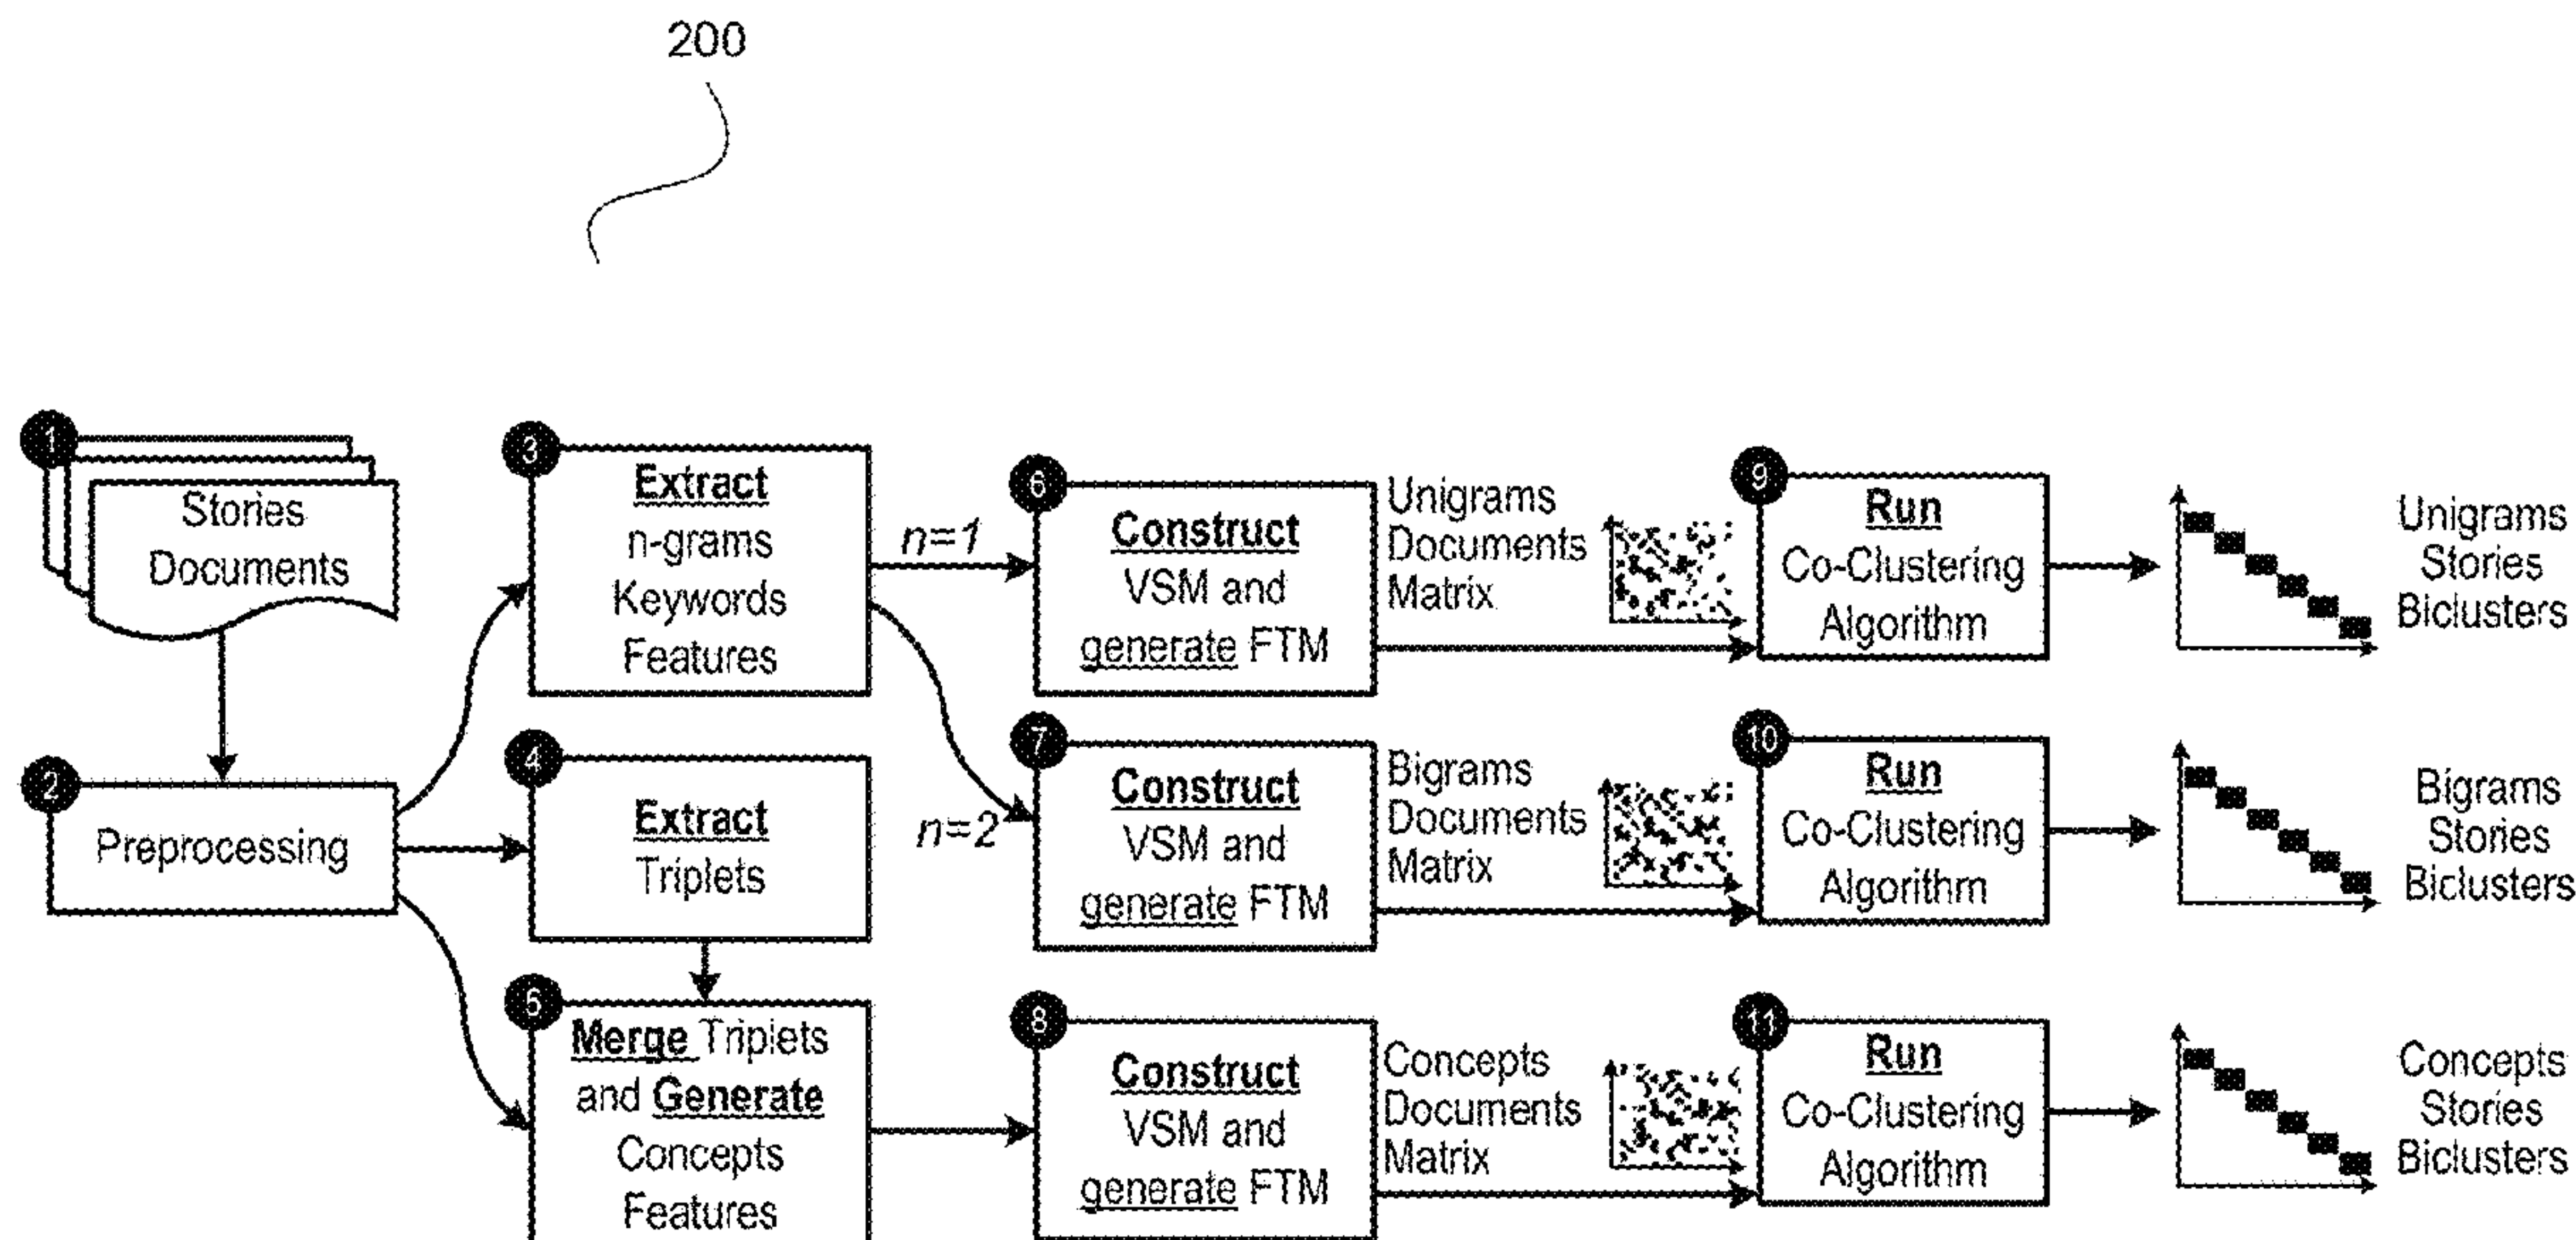 200
1
Stories
Documents
2
Preprocessing
3
Extract
n-grams
Keywords
Features
4
Extract
Triplets
5
Merge Triplets
and Generate
Concepts
Features
n=1
n=2
6
Construct
VSM and
generate FTM
7
Construct
VSM and
generate FTM
8
Construct
VSM and
generate FTM
Unigrams
Documents
Matrix
Bigrams
Documents
Matrix
Concepts
Documents
Matrix
9
Run
Co-Clustering
Algorithm
10
Run
Co-Clustering
Algorithm
11
Run
Co-Clustering
Algorithm
Unigrams
Stories
Biclusters
Bigrams
Stories
Biclusters
Concepts
Stories
Biclusters